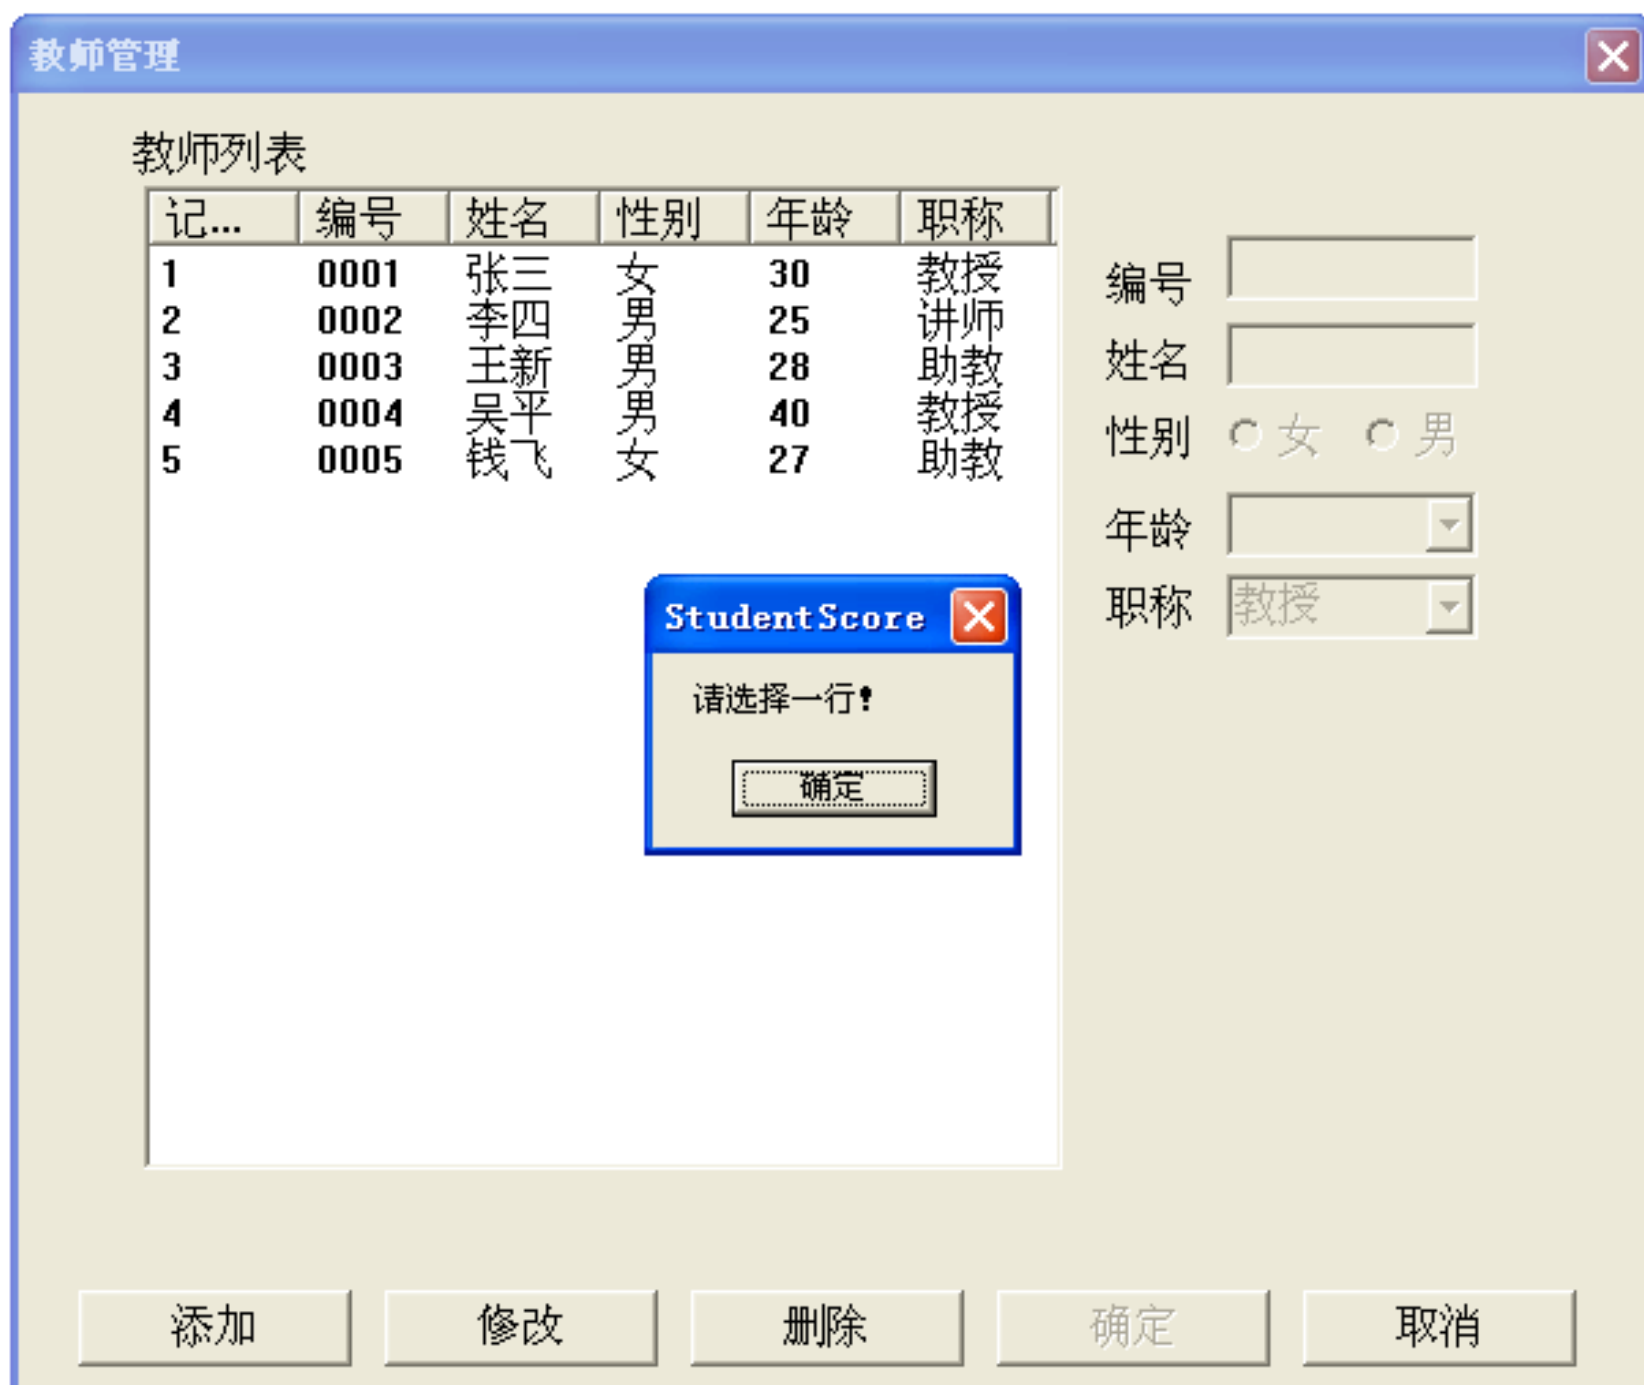 教师管理
教师列表
记... 编号 姓名 性别 年龄 职称
1 0001 张三 女 30 教授
2 0002 李四 男 25 讲师
3 0003 王新 男 28 助教
4 0004 吴平 男 40 教授
5 0005 钱飞 女 27 助教
编号
姓名
性别 女 男
年龄
职称 教授
StudentScore
请选择一行!
确定
添加 修改 删除 确定 取消